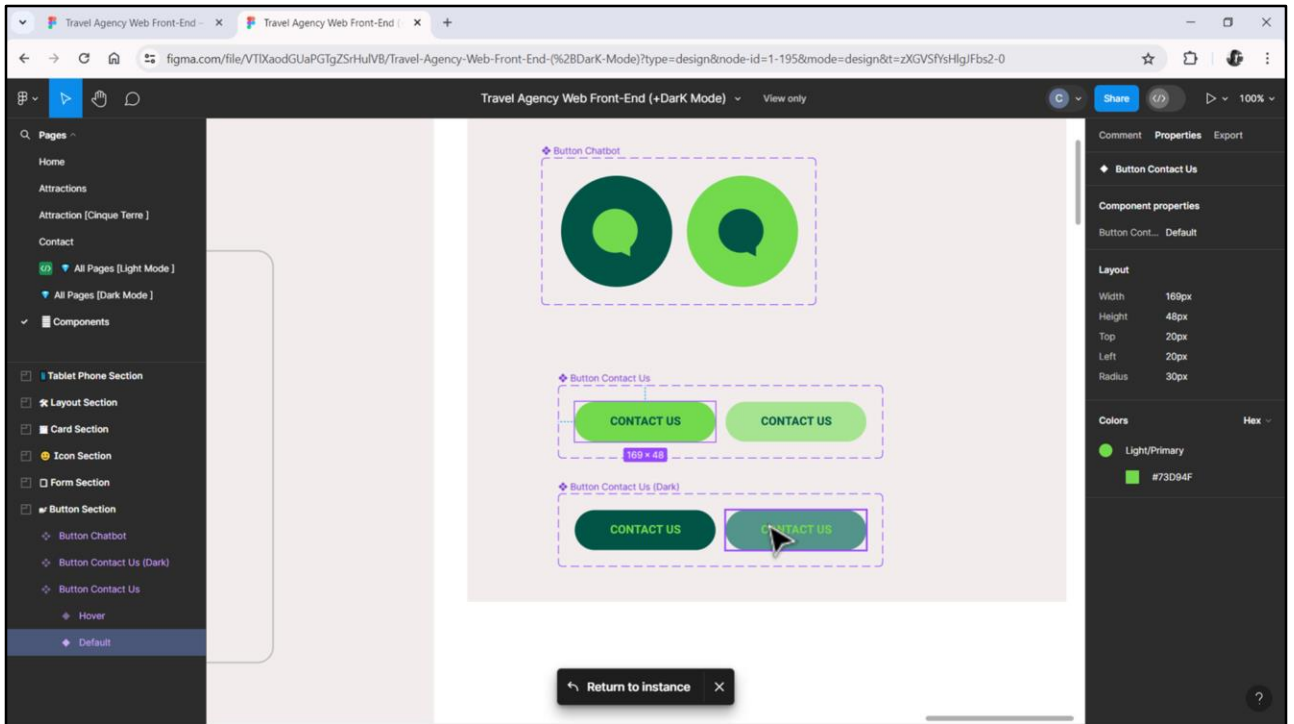 Travel Agency Web Front-End -
Travel Agency Web Front-End (
figma.com/file/VTlXaodGUaPGTgZSrHulVB/Travel-Agency-Web-Front-End-(%2BDarK-Mode)?type=design&node-id=1-195&mode=design&t=zXGVSfYsHlgJFbs2-0
Travel Agency Web Front-End (+DarK Mode)
View only
C
Share
100%
Pages
Home
Attractions
Attraction [Cinque Terre ]
Contact
All Pages [Light Mode ]
All Pages [Dark Mode ]
Components
Tablet Phone Section
Layout Section
Card Section
Icon Section
Form Section
Button Section
Button Chatbot
Button Contact Us (Dark)
Button Contact Us
Hover
Default
Button Chatbot
Button Contact Us
CONTACT US
CONTACT US
169 × 48
Button Contact Us (Dark)
CONTACT US
CONTACT US
Return to instance
Comment Properties Export
Button Contact Us
Component properties
Button Cont... Default
Layout
Width 169px
Height 48px
Top 20px
Left 20px
Radius 30px
Colors Hex
Light/Primary
#73D94F
?